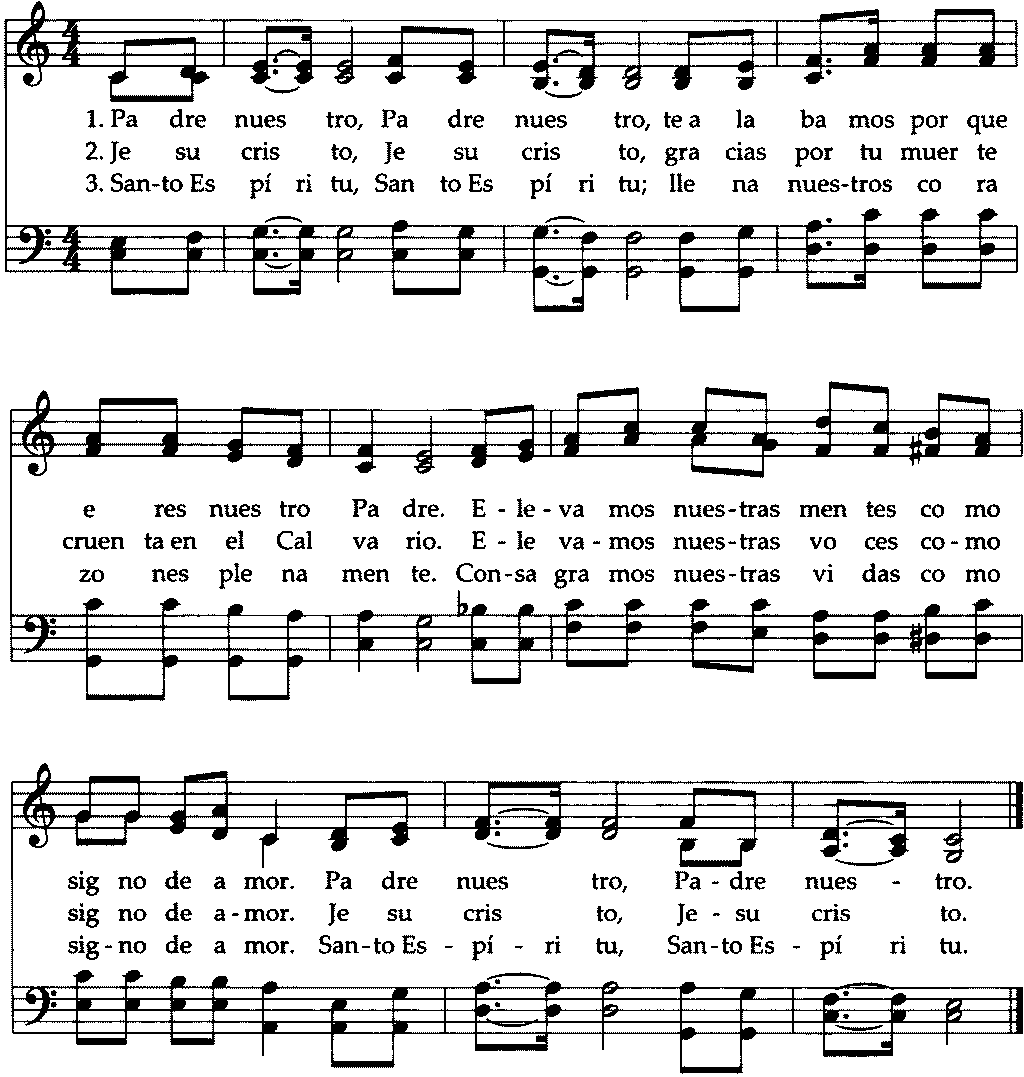 1. Pa dre nues tro, Pa dre nues tro, te a la ba mos por que
2. Je su cris to, Je su cris to, gra cias por tu muer te
3. San-to Es pí ri tu, San to Es pí ri tu; lle na nues-tros co ra
e res nues tro Pa dre. E - le - va mos nues-tras men tes co mo
cruen ta en el Cal va rio. E - le va - mos nues-tras vo ces co-mo
zo nes ple na men te. Con-sa gra mos nues-tras vi das co mo
sig no de a mor. Pa dre nues tro, Pa-dre nues - tro.
sig no de a-mor. Je su cris to, Je-su cris to.
sig-no de a mor. San-to Es - pí - ri tu, San-to Es - pí ri tu.